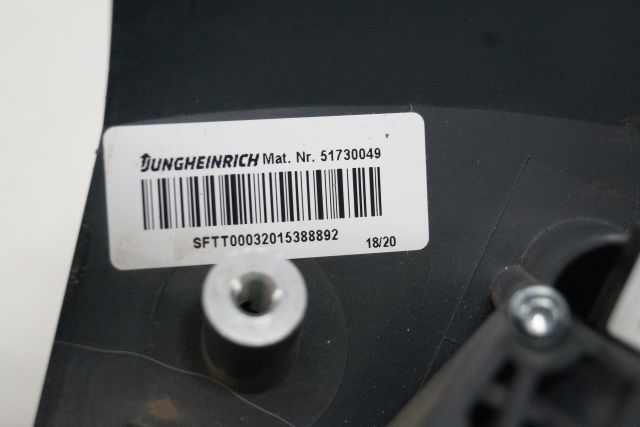 JUNGHEINRICH Mat. Nr. 51730049
SFTT00032015388892 18/20